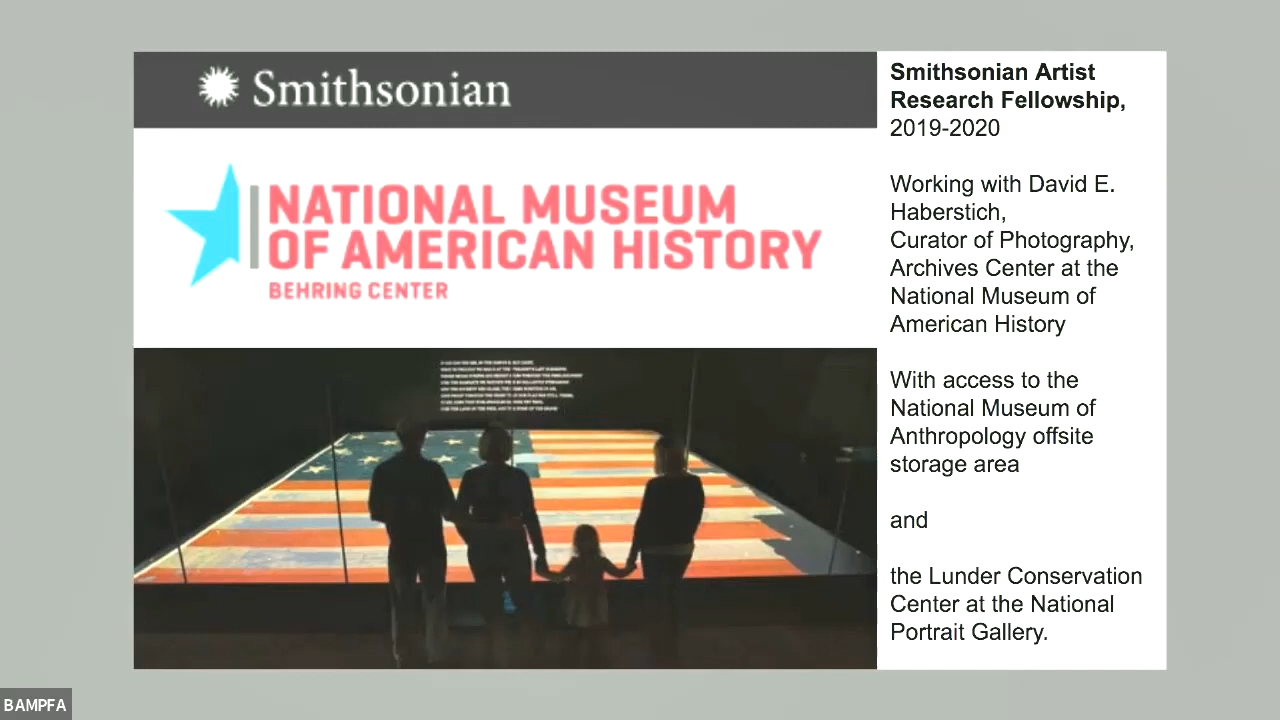 Smithsonian
NATIONAL MUSEUM
OF AMERICAN HISTORY
BEHRING CENTER
Smithsonian Artist
Research Fellowship,
2019-2020
Working with David E.
Haberstich,
Curator of Photography,
Archives Center at the
National Museum of
American History
With access to the
National Museum of
Anthropology offsite
storage area
and
the Lunder Conservation
Center at the National
Portrait Gallery.
BAMPFA